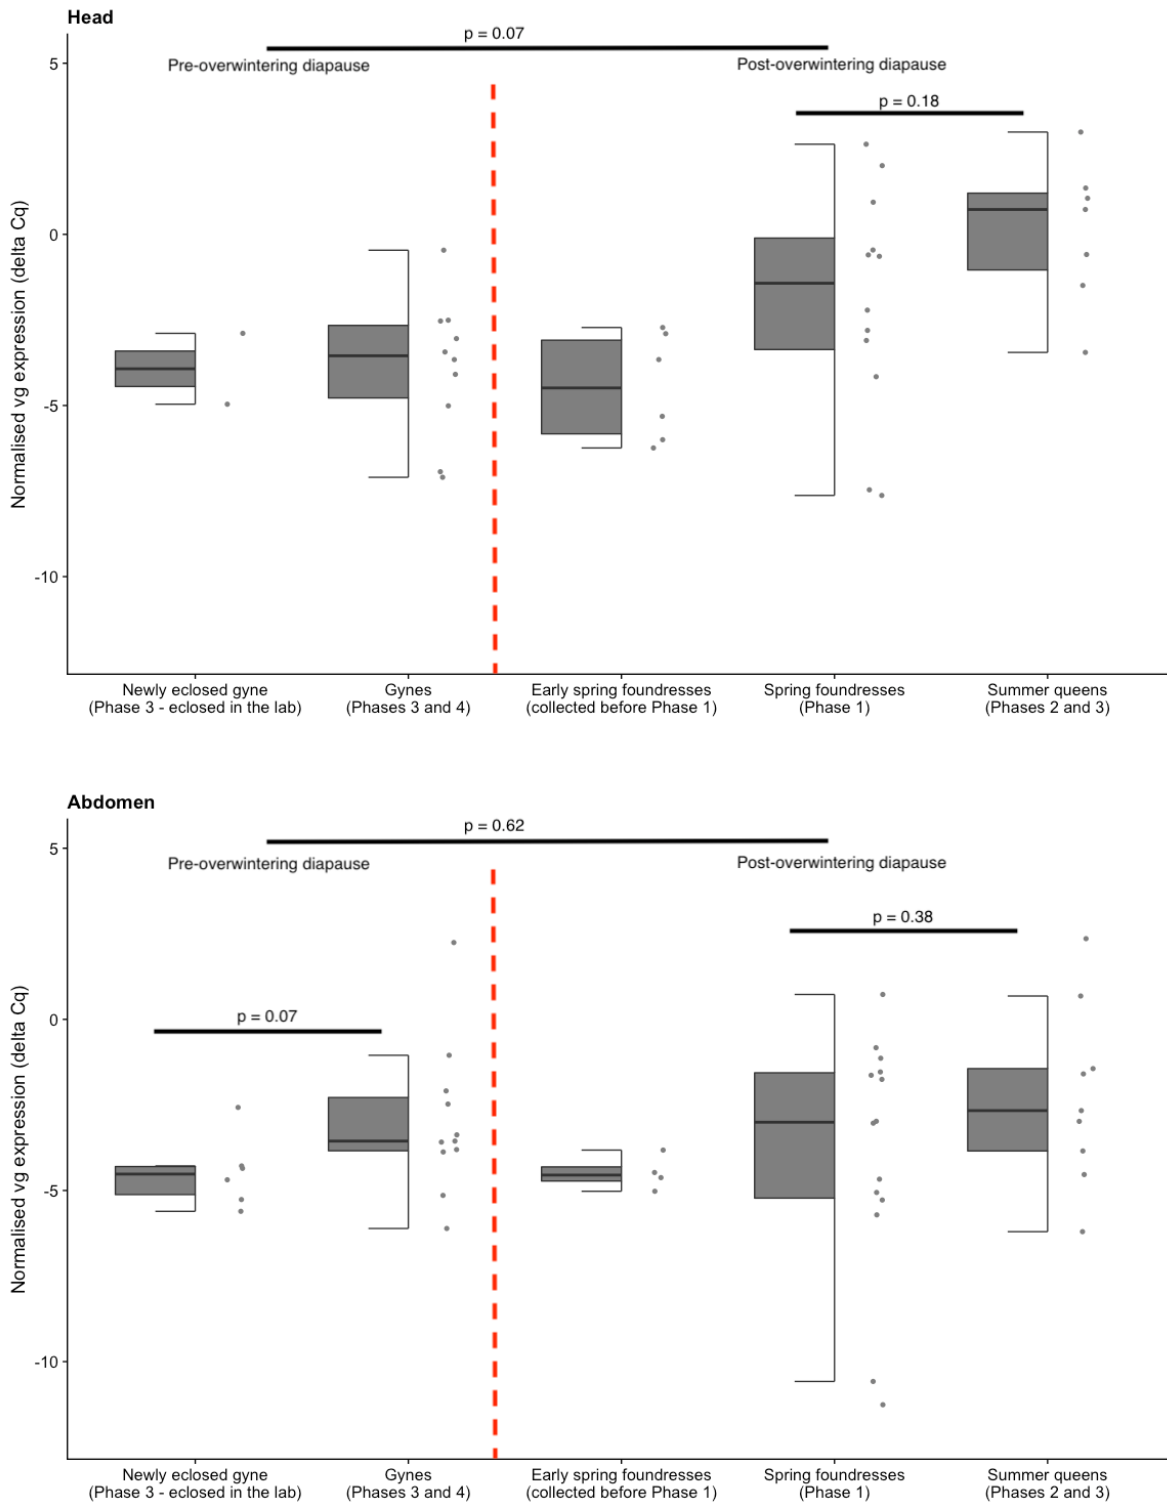 Head
p = 0.07
Pre-overwintering diapause
Post-overwintering diapause
p = 0.18
5
0
-5
-10
Normalised vg expression (delta Cq)
Newly eclosed gyne
(Phase 3 - eclosed in the lab)
Gynes
(Phases 3 and 4)
Early spring foundresses
(collected before Phase 1)
Spring foundresses
(Phase 1)
Summer queens
(Phases 2 and 3)
Abdomen
p = 0.62
Pre-overwintering diapause
Post-overwintering diapause
p = 0.38
p = 0.07
5
0
-5
-10
Normalised vg expression (delta Cq)
Newly eclosed gyne
(Phase 3 - eclosed in the lab)
Gynes
(Phases 3 and 4)
Early spring foundresses
(collected before Phase 1)
Spring foundresses
(Phase 1)
Summer queens
(Phases 2 and 3)